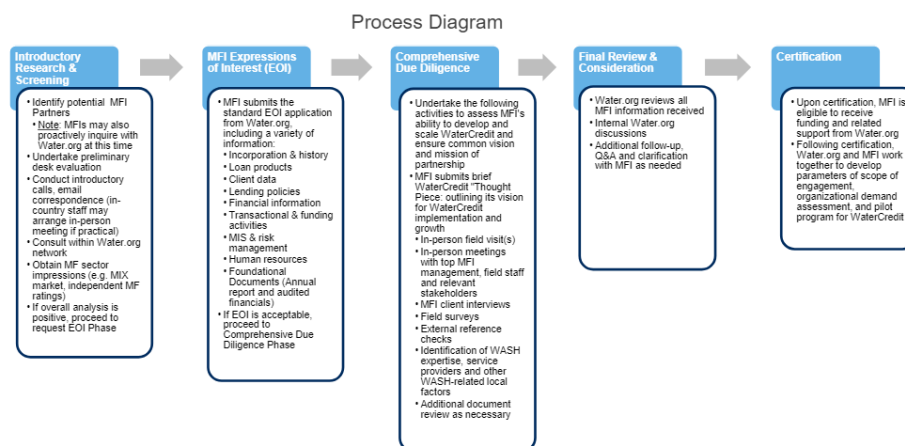 Process Diagram
Introductory
Research &
Screening
• Identify potential MFI
Partners
• Note: MFIs may also
proactively inquire with
Water.org at this time
• Undertake preliminary
desk evaluation
• Conduct introductory
calls, email
correspondence (in-
country staff may
arrange in-person
meeting if practical)
• Consult within Water.org
network
• Obtain MF sector
impressions (e.g. MIX
market, independent MF
ratings)
• If overall analysis is
positive, proceed to
request EOI Phase
MFI Expressions
of Interest (EOI)
• MFI submits the
standard EOI application
from Water.org,
including a variety of
information:
• Incorporation & history
• Loan products
• Client data
• Lending policies
• Financial information
• Transactional & funding
activities
• MIS & risk
management
• Human resources
• Foundational
Documents (Annual
report and audited
financials)
• If EOI is acceptable,
proceed to
Comprehensive Due
Diligence Phase
Comprehensive
Due Diligence
• Undertake the following
activities to assess MFI's
ability to develop and
scale WaterCredit and
ensure common vision
and mission of
partnership
• MFI submits brief
WaterCredit "Thought
Piece: outlining its vision
for WaterCredit
implementation and
growth
• In-person field visit(s)
• In-person meetings
with top MFI
management, field staff
and relevant
stakeholders
• MFI client interviews
• Field surveys
• External reference
checks
• Identification of WASH
expertise, service
providers and other
WASH-related local
factors
• Additional document
review as necessary
Final Review &
Consideration
• Water.org reviews all
MFI information received
• Internal Water.org
discussions
• Additional follow-up,
Q&A and clarification
with MFI as needed
Certification
• Upon certification, MFI is
eligible to receive
funding and related
support from Water.org
• Following certification,
Water.org and MFI work
together to develop
parameters of scope of
engagement,
organizational demand
assessment, and pilot
program for WaterCredit